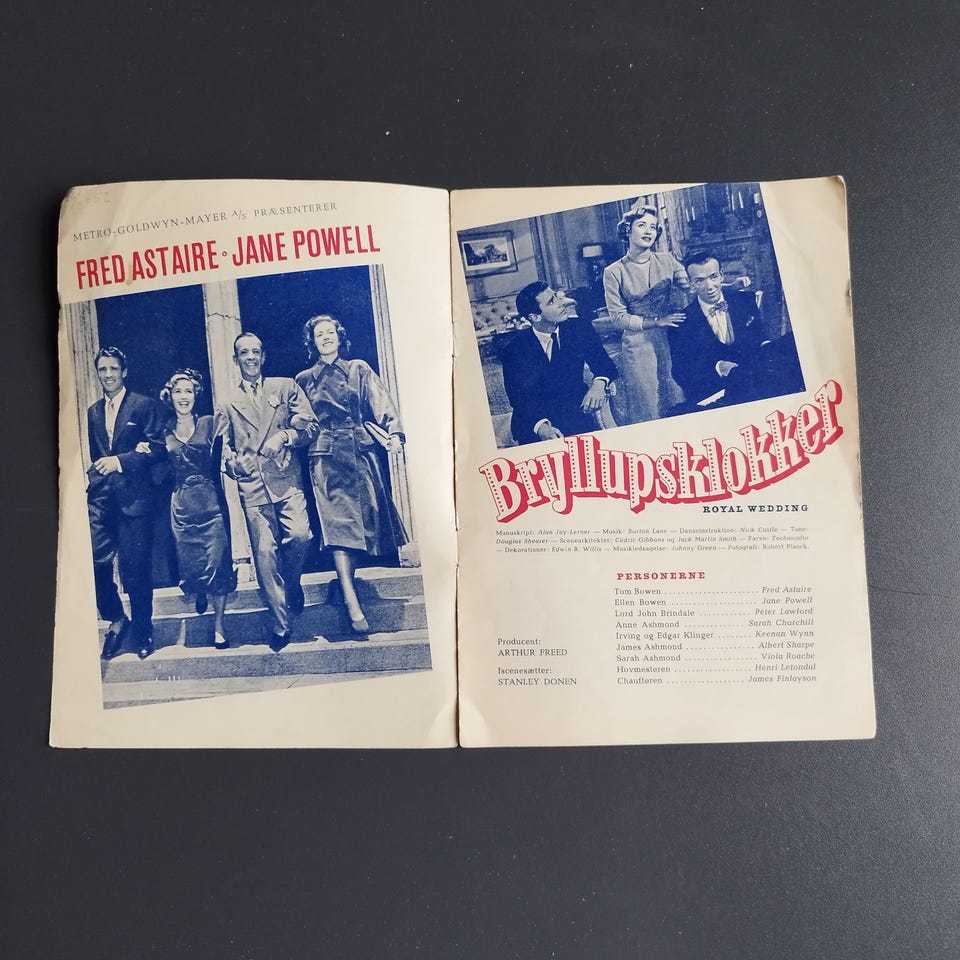 METRO-GOLDWYN-MAYER A/S PRÆSENTERER
FRED ASTAIRE ∘ JANE POWELL
Bryllupsklokker
ROYAL WEDDING
Manuskript: Alan Jay Lerner — Musik: Burton Lane — Danseinstruktion: Nick Castle — Tone:
Douglas Shearer — Scenearkitekter: Cedric Gibbons og Jack Martin Smith — Farve: Technicolor
— Dekorationer: Edwin B. Willis — Musikledsagelse: Johnny Green — Fotografi: Robert Planck.
PERSONERNE
Tom Bowen ........................ Fred Astaire
Ellen Bowen ..................... Jane Powell
Lord John Brindale ............ Peter Lawford
Anne Ashmond ................ Sarah Churchill
Irving og Edgar Klinger ........ Keenan Wynn
James Ashmond ................. Albert Sharpe
Sarah Ashmond .................. Viola Roache
Hovmesteren .................... Henri Letondal
Chaufføren ................... James Finlayson
Producent:
ARTHUR FREED
Iscenesætter:
STANLEY DONEN